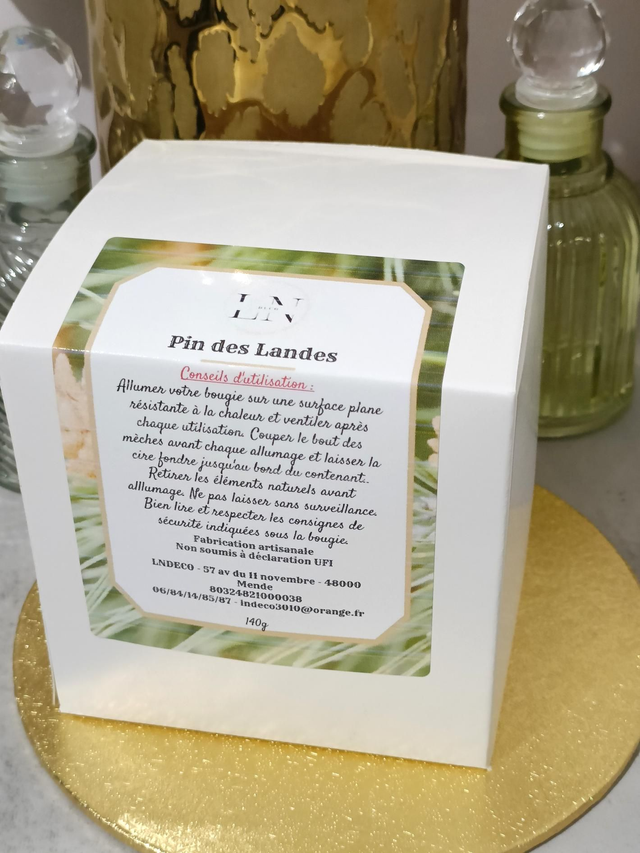 LN
Pin des Landes
Conseils d'utilisation :
Allumer votre bougie sur une surface plane
résistante à la chaleur et ventiler après
chaque utilisation. Couper le bout des
mèches avant chaque allumage et laisser la
cire fondre jusqu'au bord du contenant..
Retirer les éléments naturels avant
alllumage. Ne pas laisser sans surveillance.
Bien lire et respecter les consignes de
sécurité indiquées sous la bougie.
Fabrication artisanale
Non soumis à déclaration UFI
LNDECO - 57 av du 11 novembre - 48000
Mende
80324821000038
06/84/14/85/87 - lndeco3010@orange.fr
140g